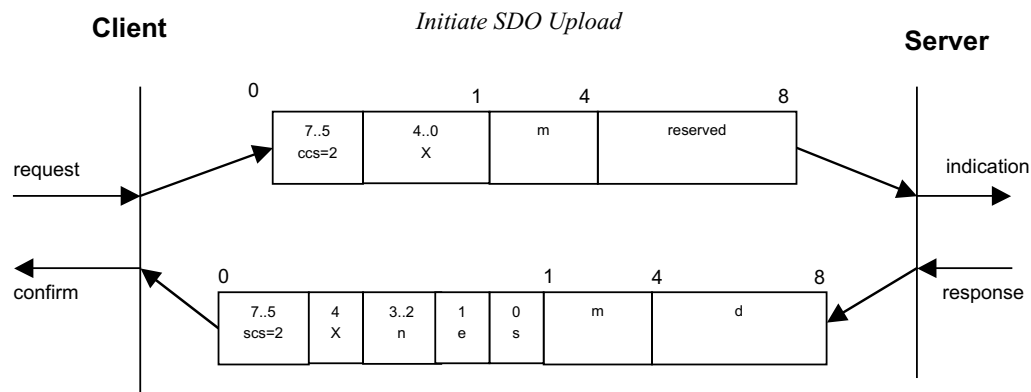 Initiate SDO Upload
Client
Server
0 1 4 8
7..5 4..0 m reserved
ccs=2 X
request
indication
0 1 4 8
confirm
response
7..5 4 3..2 1 0 m d
scs=2 X n e s